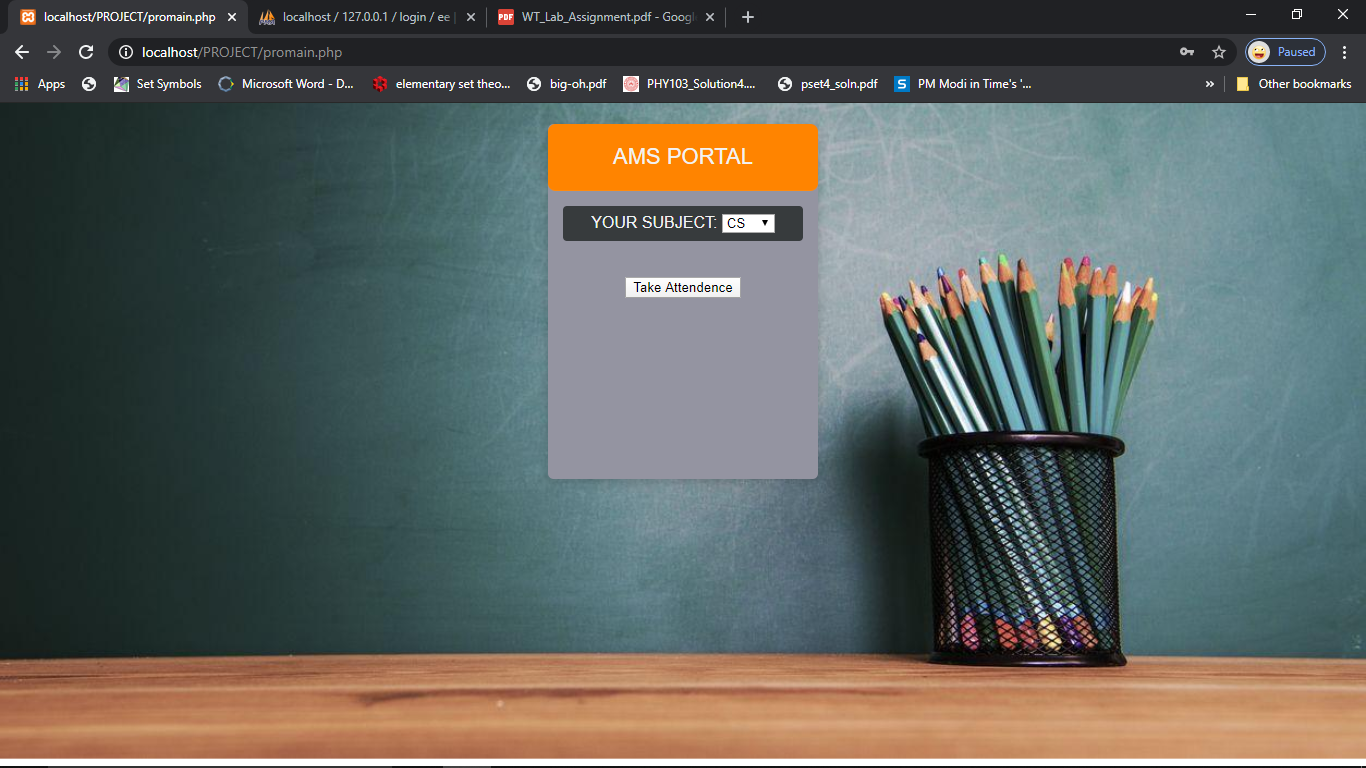 localhost/PROJECT/promain.php
localhost / 127.0.0.1 / login / ee |
PDF
WT_Lab_Assignment.pdf - Googl
localhost/PROJECT/promain.php
Paused
Apps
Set Symbols
Microsoft Word - D...
elementary set theo...
big-oh.pdf
PHY103_Solution4....
pset4_soln.pdf
S
PM Modi in Time's '...
»
Other bookmarks
AMS PORTAL
YOUR SUBJECT: CS
Take Attendence